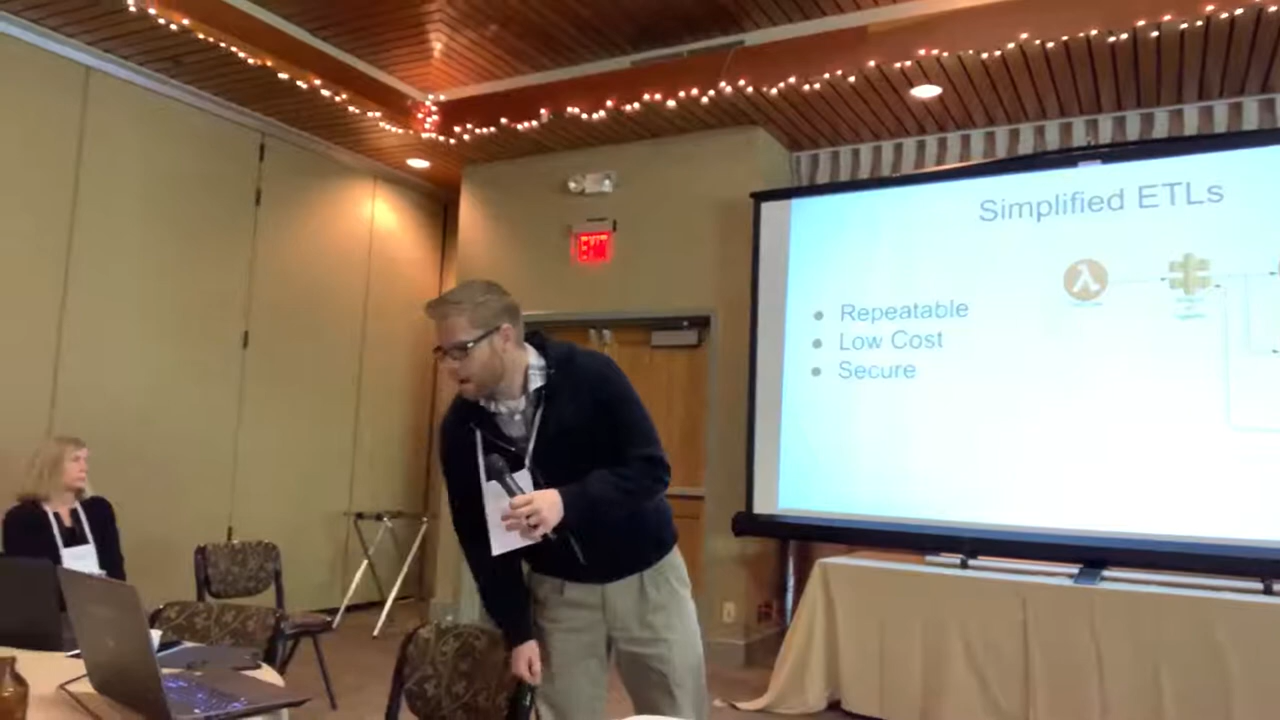 EXIT
Simplified ETLs
λ
Repeatable
Low Cost
Secure